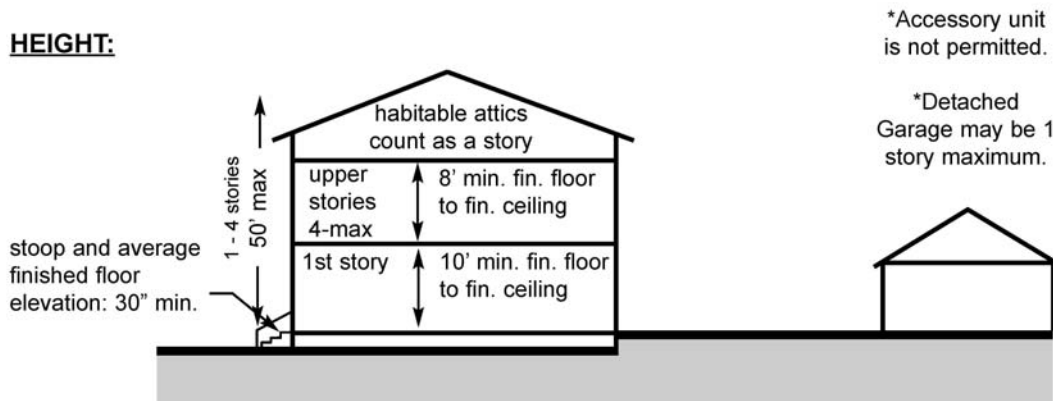 HEIGHT:
*Accessory unit
is not permitted.
*Detached
Garage may be 1
story maximum.
habitable attics
count as a story
upper
stories
4-max
8’ min. fin. floor
to fin. ceiling
1 - 4 stories
50’ max
stoop and average
finished floor
elevation: 30” min.
1st story
10’ min. fin. floor
to fin. ceiling